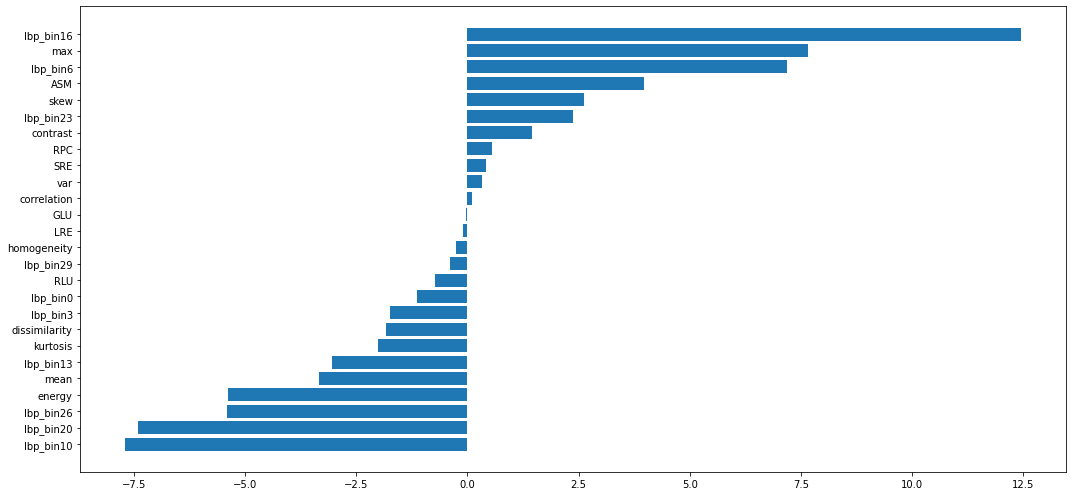 lbp_bin16
max
lbp_bin6
ASM
skew
lbp_bin23
contrast
RPC
SRE
var
correlation
GLU
LRE
homogeneity
lbp_bin29
RLU
lbp_bin0
lbp_bin3
dissimilarity
kurtosis
lbp_bin13
mean
energy
lbp_bin26
lbp_bin20
lbp_bin10
−7.5 −5.0 −2.5 0.0 2.5 5.0 7.5 10.0 12.5